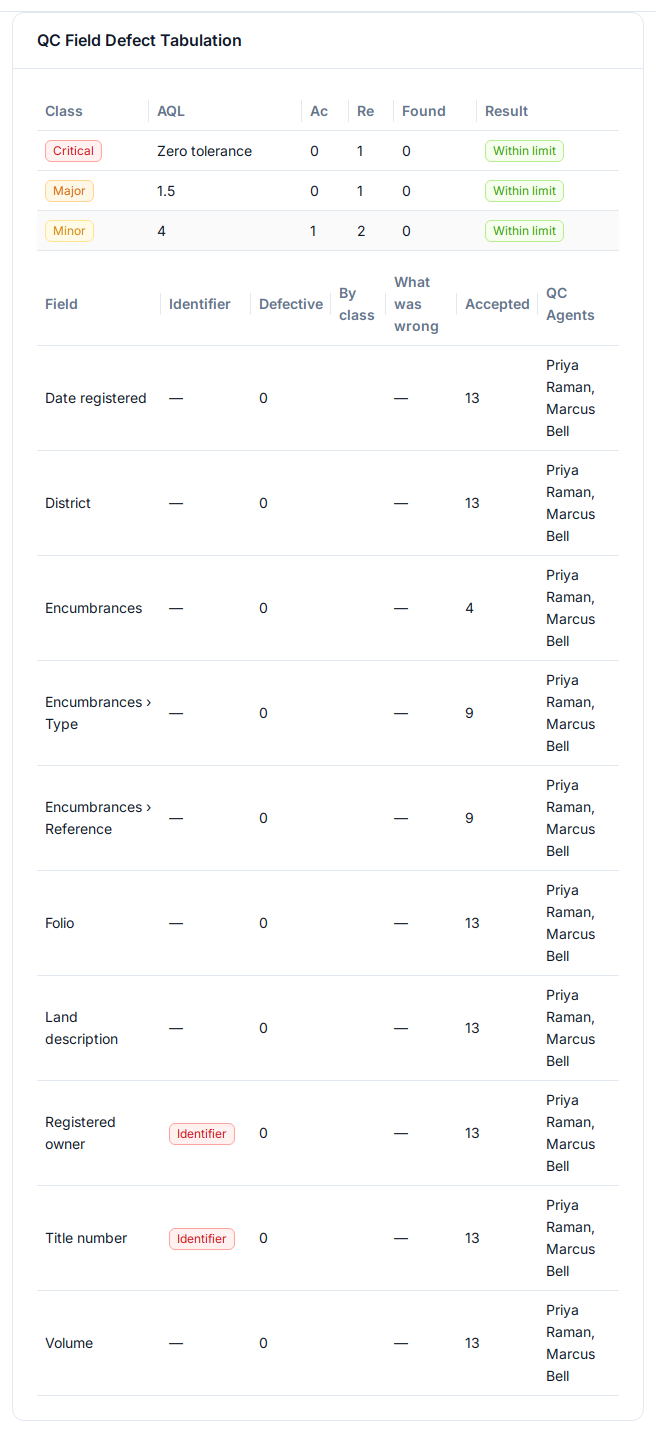 QC Field Defect Tabulation
Class AQL Ac Re Found Result
Critical Zero tolerance 0 1 0 Within limit
Major 1.5 0 1 0 Within limit
Minor 4 1 2 0 Within limit
Field Identifier Defective By class What was wrong Accepted QC Agents
Date registered — 0 — 13 Priya Raman, Marcus Bell
District — 0 — 13 Priya Raman, Marcus Bell
Encumbrances — 0 — 4 Priya Raman, Marcus Bell
Encumbrances › Type — 0 — 9 Priya Raman, Marcus Bell
Encumbrances › Reference — 0 — 9 Priya Raman, Marcus Bell
Folio — 0 — 13 Priya Raman, Marcus Bell
Land description — 0 — 13 Priya Raman, Marcus Bell
Registered owner Identifier 0 — 13 Priya Raman, Marcus Bell
Title number Identifier 0 — 13 Priya Raman, Marcus Bell
Volume — 0 — 13 Priya Raman, Marcus Bell